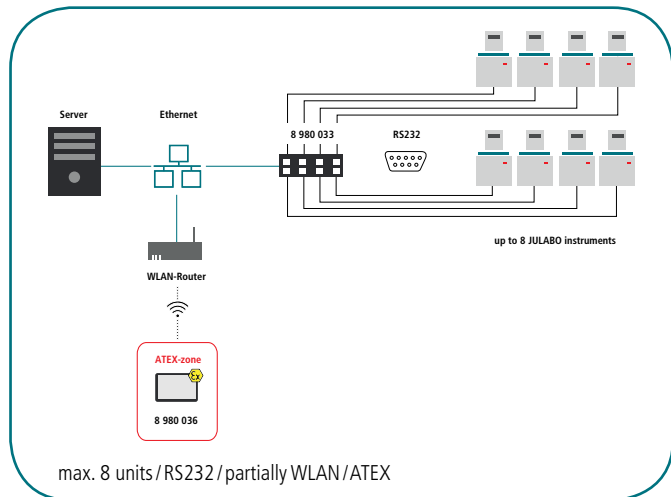 Server
Ethernet
8 980 033
RS232
up to 8 JULABO instruments
WLAN-Router
ATEX-zone
Ex
8 980 036
max. 8 units / RS232 / partially WLAN / ATEX